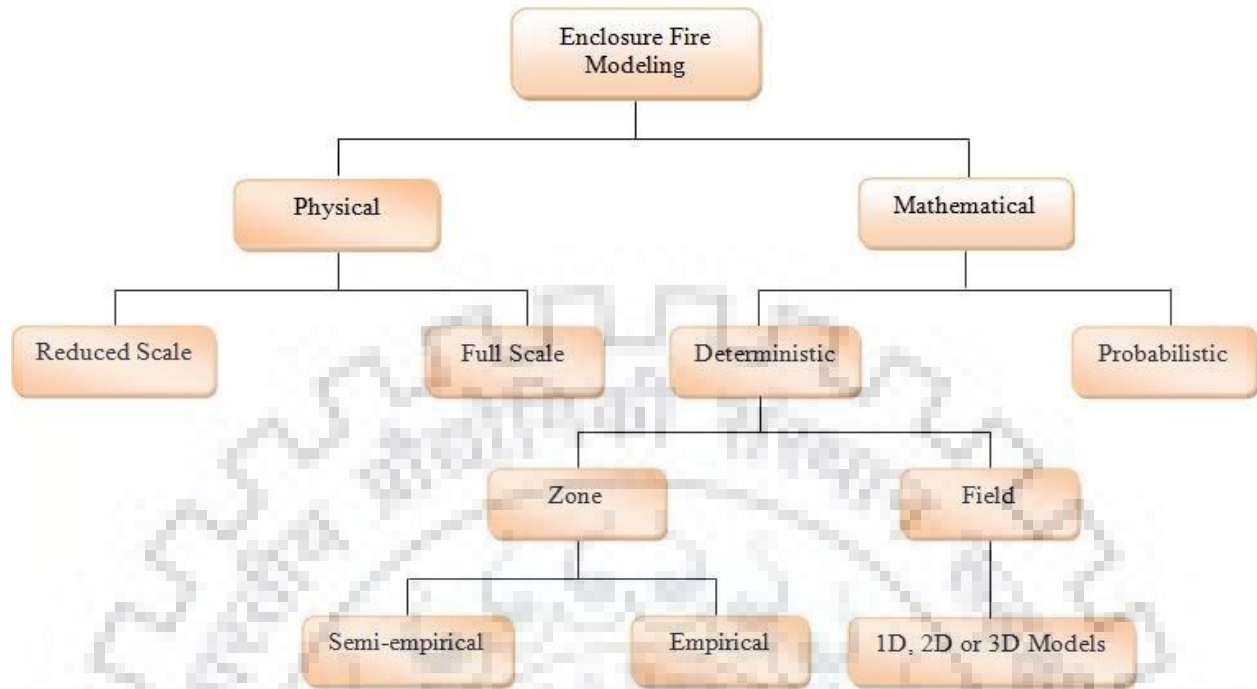 Enclosure Fire
Modeling
Physical
Mathematical
Reduced Scale
Full Scale
Deterministic
Probabilistic
Zone
Field
Semi-empirical
Empirical
1D, 2D or 3D Models